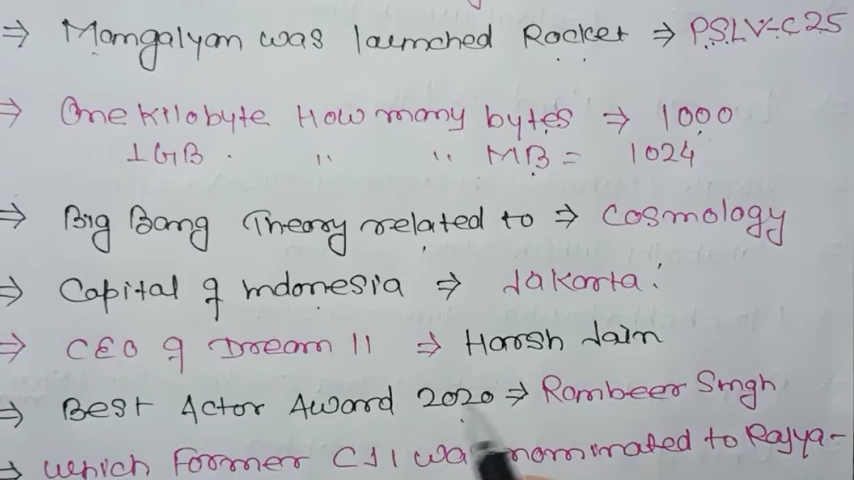 ⇒ Mangalyan was launched Rocket ⇒ PSLV-C25
⇒ One Kilobyte How many bytes ⇒ 1000
1GB. " " MB = 1024
⇒ Big Bang Theory related to ⇒ Cosmology
⇒ Capital of Indonesia ⇒ Jakarta.
⇒ CEO of Dream 11 ⇒ Harsh Jain
⇒ Best Actor Award 2020 ⇒ Rambeer Singh
⇒ which Former CJI was nominated to Rajya-